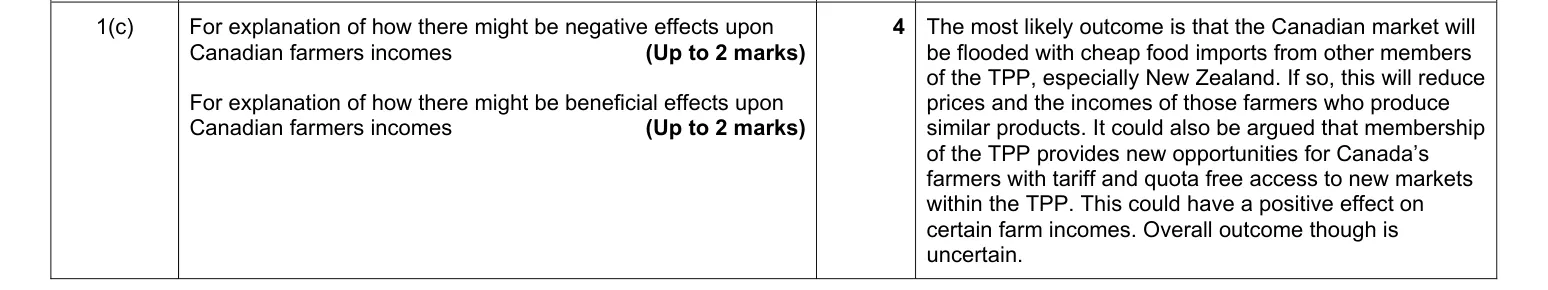 1(c)
For explanation of how there might be negative effects upon
Canadian farmers incomes (Up to 2 marks)
For explanation of how there might be beneficial effects upon
Canadian farmers incomes (Up to 2 marks)
4
The most likely outcome is that the Canadian market will
be flooded with cheap food imports from other members
of the TPP, especially New Zealand. If so, this will reduce
prices and the incomes of those farmers who produce
similar products. It could also be argued that membership
of the TPP provides new opportunities for Canada’s
farmers with tariff and quota free access to new markets
within the TPP. This could have a positive effect on
certain farm incomes. Overall outcome though is
uncertain.